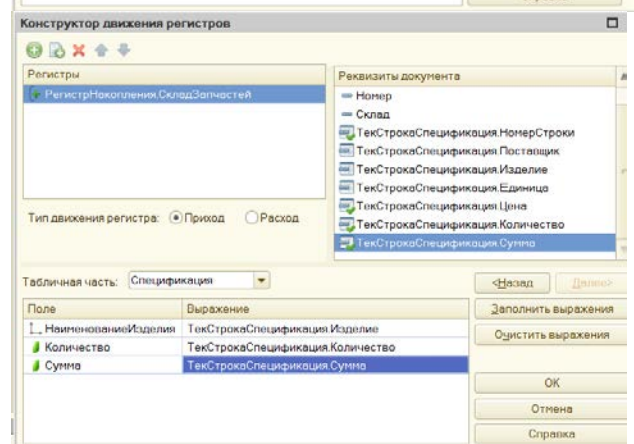 Конструктор движения регистров
Регистры
РегистрНакопления.СкладЗапчастей
Реквизиты документа
Номер
Склад
ТекСтрокаСпецификация.НомерСтроки
ТекСтрокаСпецификация.Поставщик
ТекСтрокаСпецификация.Изделие
ТекСтрокаСпецификация.Единица
ТекСтрокаСпецификация.Цена
ТекСтрокаСпецификация.Количество
ТекСтрокаСпецификация.Сумма
Тип движения регистра: Приход Расход
Табличная часть: Спецификация
<Назад Далее>
Поле Выражение
НаименованиеИзделия ТекСтрокаСпецификация.Изделие
Количество ТекСтрокаСпецификация.Количество
Сумма ТекСтрокаСпецификация.Сумма
Заполнить выражения
Очистить выражения
ОК
Отмена
Справка